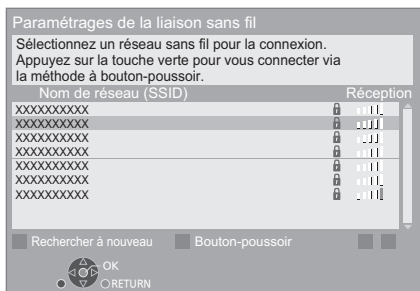 Paramétrages de la liaison sans fil
Sélectionnez un réseau sans fil pour la connexion.
Appuyez sur la touche verte pour vous connecter via
la méthode à bouton-poussoir.
Nom de réseau (SSID) Réception
XXXXXXXXXX
XXXXXXXXXX
XXXXXXXXXX
XXXXXXXXXX
XXXXXXXXXX
XXXXXXXXXX
XXXXXXXXXX
Rechercher à nouveau Bouton-poussoir
OK
RETURN